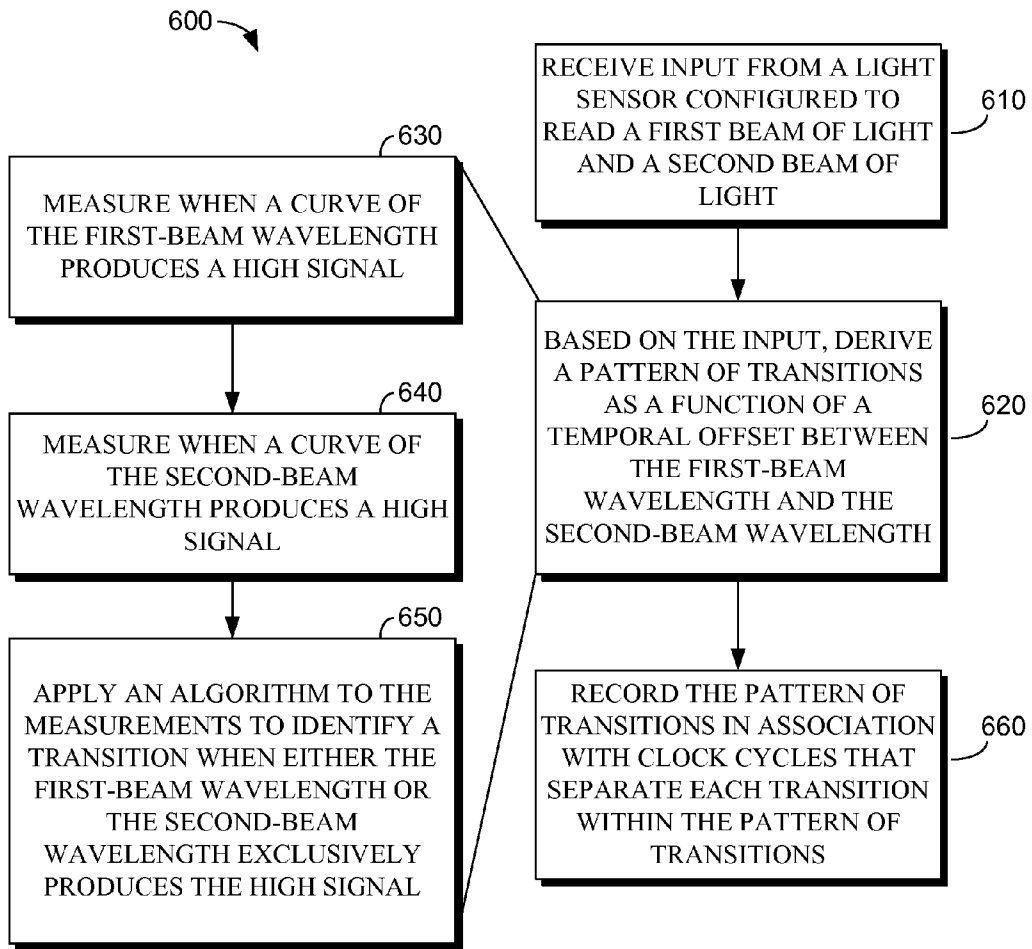 600
RECEIVE INPUT FROM A LIGHT
SENSOR CONFIGURED TO
READ A FIRST BEAM OF LIGHT
AND A SECOND BEAM OF
LIGHT
610
BASED ON THE INPUT, DERIVE
A PATTERN OF TRANSITIONS
AS A FUNCTION OF A
TEMPORAL OFFSET BETWEEN
THE FIRST-BEAM
WAVELENGTH AND THE
SECOND-BEAM WAVELENGTH
620
630
MEASURE WHEN A CURVE OF
THE FIRST-BEAM WAVELENGTH
PRODUCES A HIGH SIGNAL
640
MEASURE WHEN A CURVE OF
THE SECOND-BEAM
WAVELENGTH PRODUCES A HIGH
SIGNAL
650
APPLY AN ALGORITHM TO THE
MEASUREMENTS TO IDENTIFY A
TRANSITION WHEN EITHER THE
FIRST-BEAM WAVELENGTH OR
THE SECOND-BEAM
WAVELENGTH EXCLUSIVELY
PRODUCES THE HIGH SIGNAL
RECORD THE PATTERN OF
TRANSITIONS IN ASSOCIATION
WITH CLOCK CYCLES THAT
SEPARATE EACH TRANSITION
WITHIN THE PATTERN OF
TRANSITIONS
660